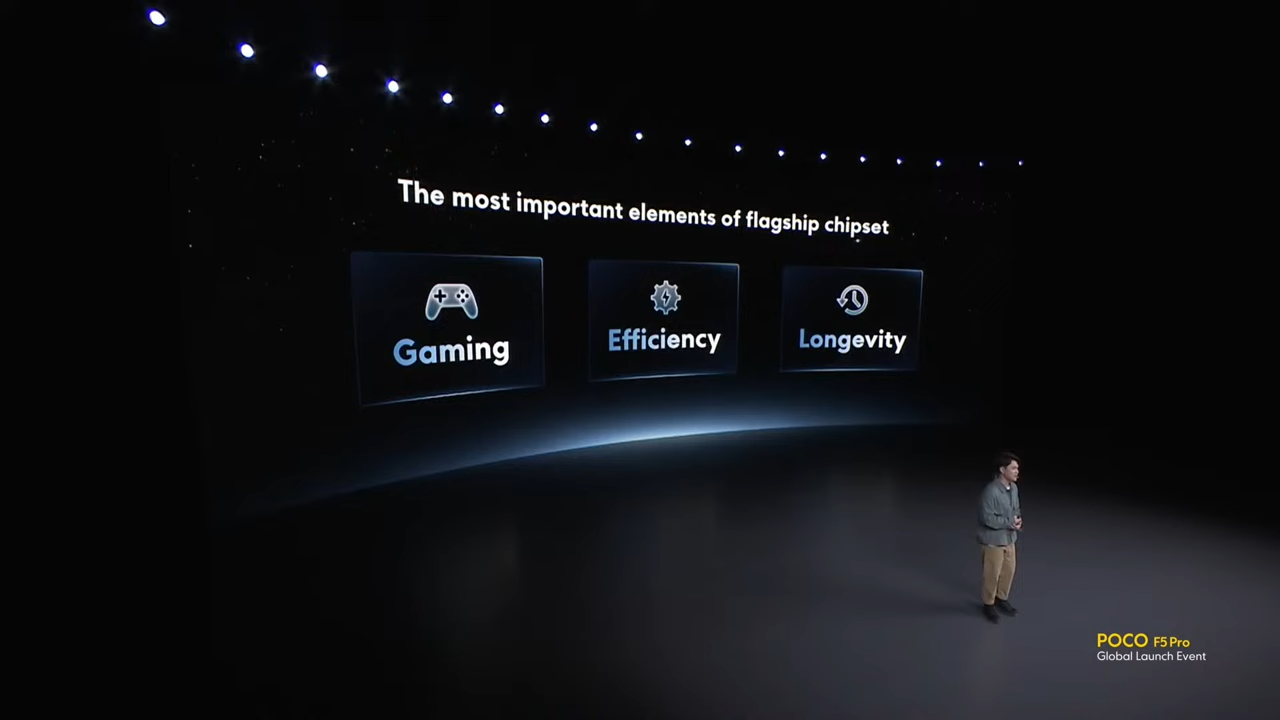 The most important elements of flagship chipset
Gaming
Efficiency
Longevity
POCO F5 Pro
Global Launch Event